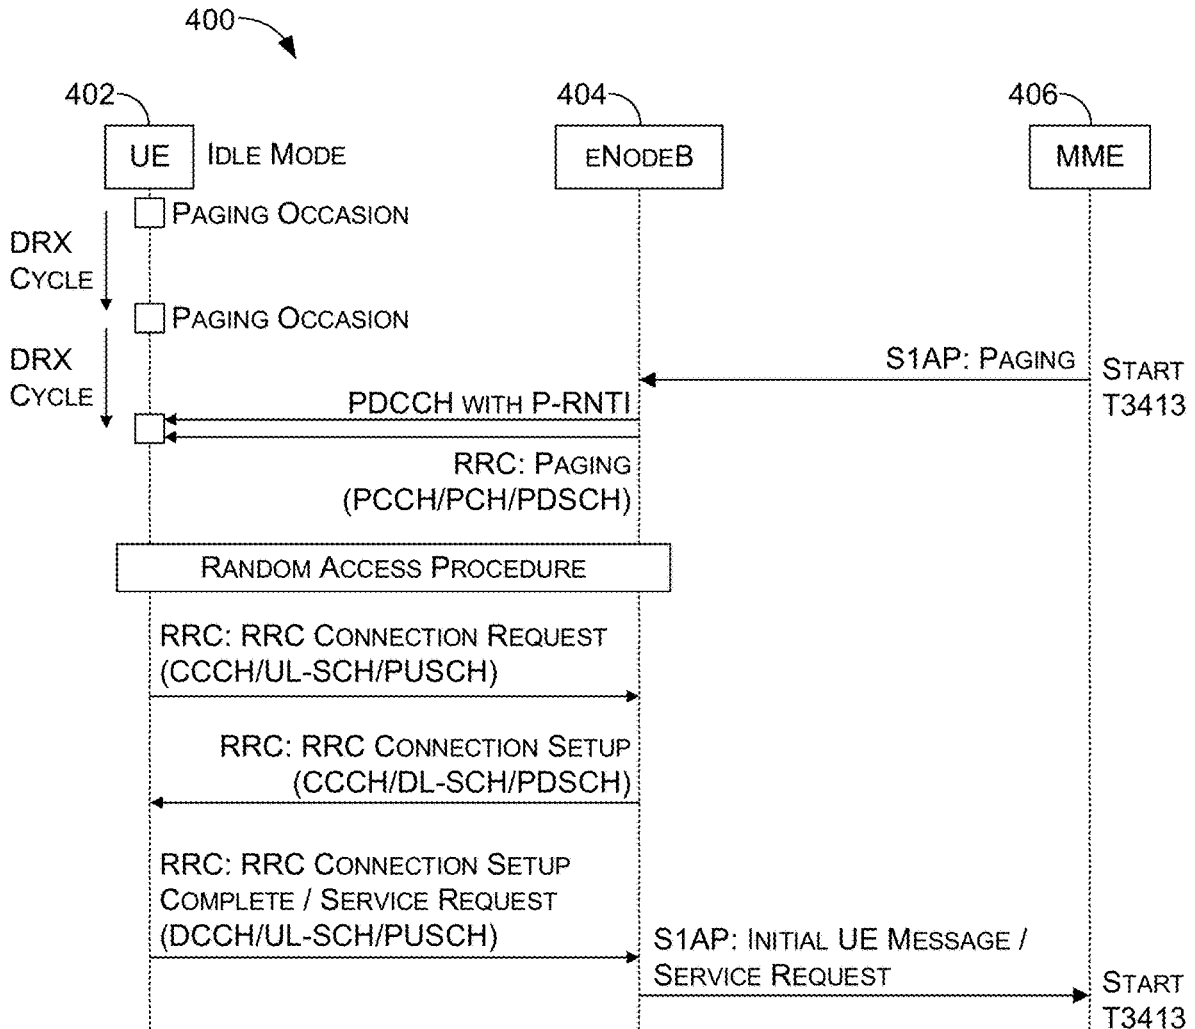 400
402
404
406
UE
IDLE MODE
ENODEB
MME
PAGING OCCASION
DRX
CYCLE
PAGING OCCASION
DRX
CYCLE
S1AP: PAGING
START
T3413
PDCCH WITH P-RNTI
RRC: PAGING
(PCCH/PCH/PDSCH)
RANDOM ACCESS PROCEDURE
RRC: RRC CONNECTION REQUEST
(CCCH/UL-SCH/PUSCH)
RRC: RRC CONNECTION SETUP
(CCCH/DL-SCH/PDSCH)
RRC: RRC CONNECTION SETUP
COMPLETE / SERVICE REQUEST
(DCCH/UL-SCH/PUSCH)
S1AP: INITIAL UE MESSAGE /
SERVICE REQUEST
START
T3413